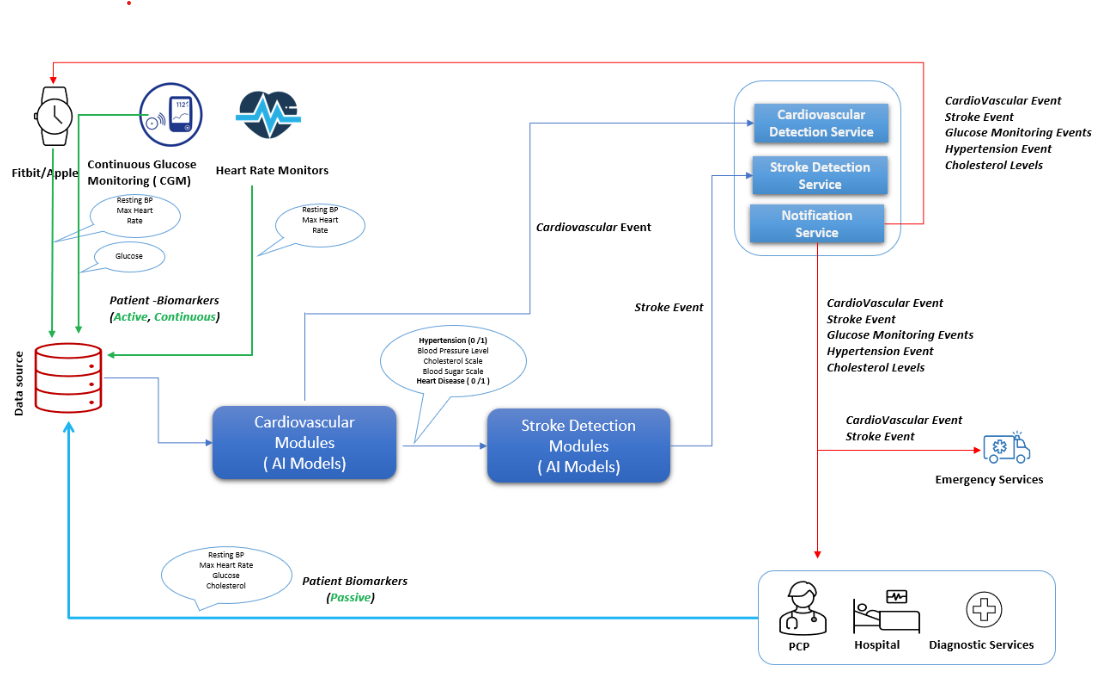 112
Fitbit/Apple
Continuous Glucose
Monitoring ( CGM)
Heart Rate Monitors
Resting BP
Max Heart
Rate
Glucose
Resting BP
Max Heart
Rate
Patient -Biomarkers
(Active, Continuous)
Data source
Cardiovascular
Modules
( AI Models)
Hypertension (0 /1)
Blood Pressure Level
Cholesterol Scale
Blood Sugar Scale
Heart Disease ( 0 /1 )
Stroke Detection
Modules
( AI Models)
Cardiovascular Event
Stroke Event
Cardiovascular
Detection Service
Stroke Detection
Service
Notification
Service
CardioVascular Event
Stroke Event
Glucose Monitoring Events
Hypertension Event
Cholesterol Levels
CardioVascular Event
Stroke Event
Glucose Monitoring Events
Hypertension Event
Cholesterol Levels
CardioVascular Event
Stroke Event
Emergency Services
Resting BP
Max Heart Rate
Glucose
Cholesterol
Patient Biomarkers
(Passive)
PCP
Hospital
Diagnostic Services